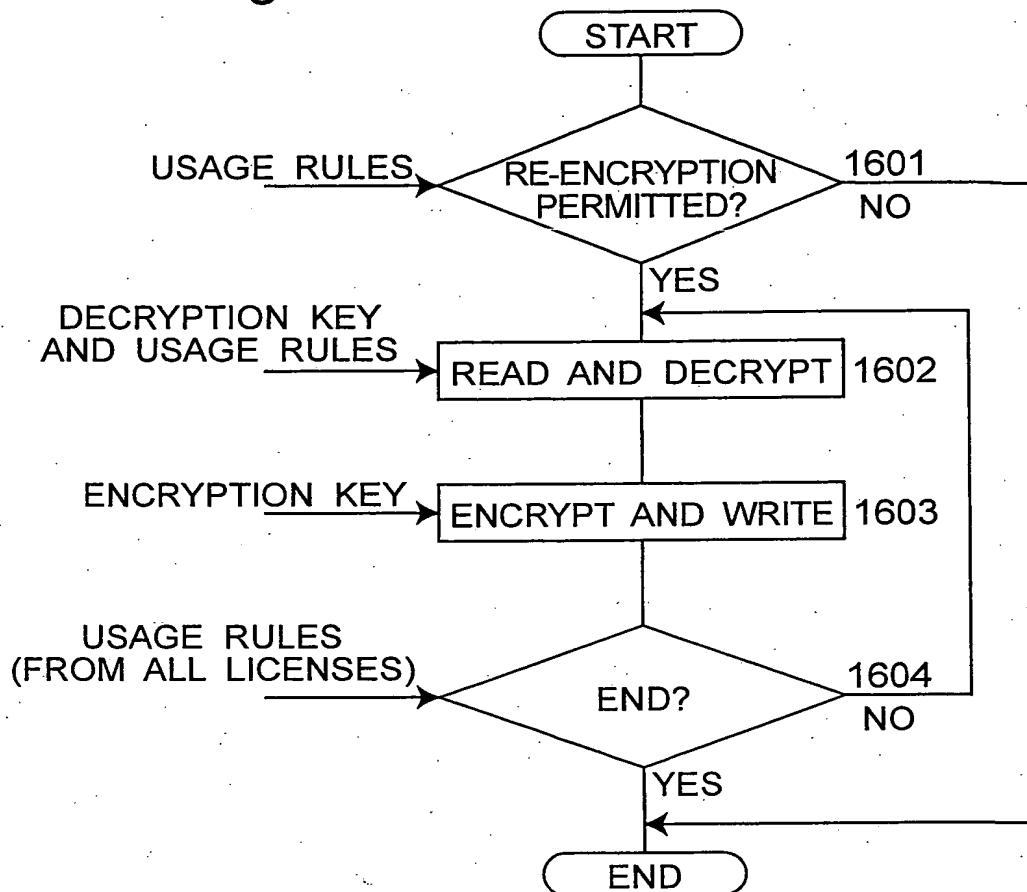 START
USAGE RULES
RE-ENCRYPTION
PERMITTED?
1601
NO
YES
DECRYPTION KEY
AND USAGE RULES
READ AND DECRYPT
1602
ENCRYPTION KEY
ENCRYPT AND WRITE
1603
USAGE RULES
(FROM ALL LICENSES)
END?
1604
NO
YES
END